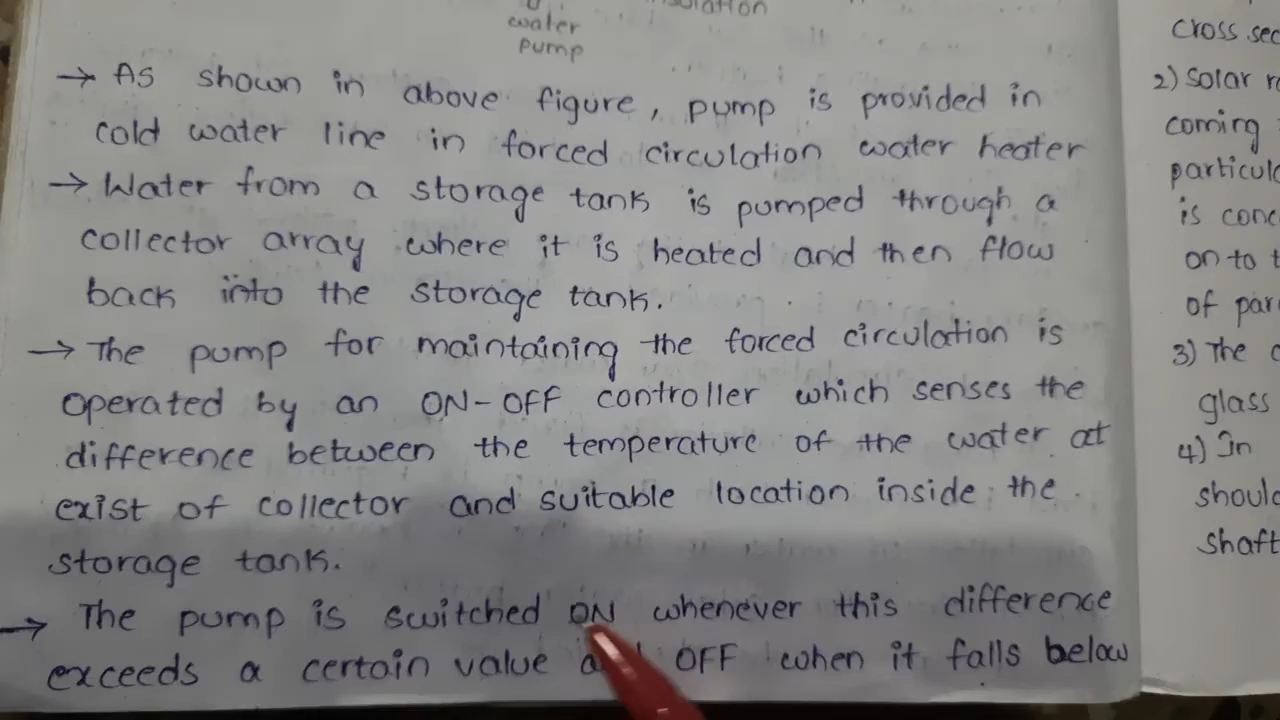 water
pump
→ As shown in above figure, pump is provided in
cold water line in forced circulation water heater
→ Water from a storage tank is pumped through a
collector array where it is heated and then flow
back into the storage tank.
→ The pump for maintaining the forced circulation is
operated by an ON-OFF controller which senses the
difference between the temperature of the water at
exist of collector and suitable location inside the
storage tank.
→ The pump is switched ON whenever this difference
exceeds a certain value OFF when it falls below
cross sec
2) Solar
coming
is
on to
of
3) The
glass
4) In
should
shaft